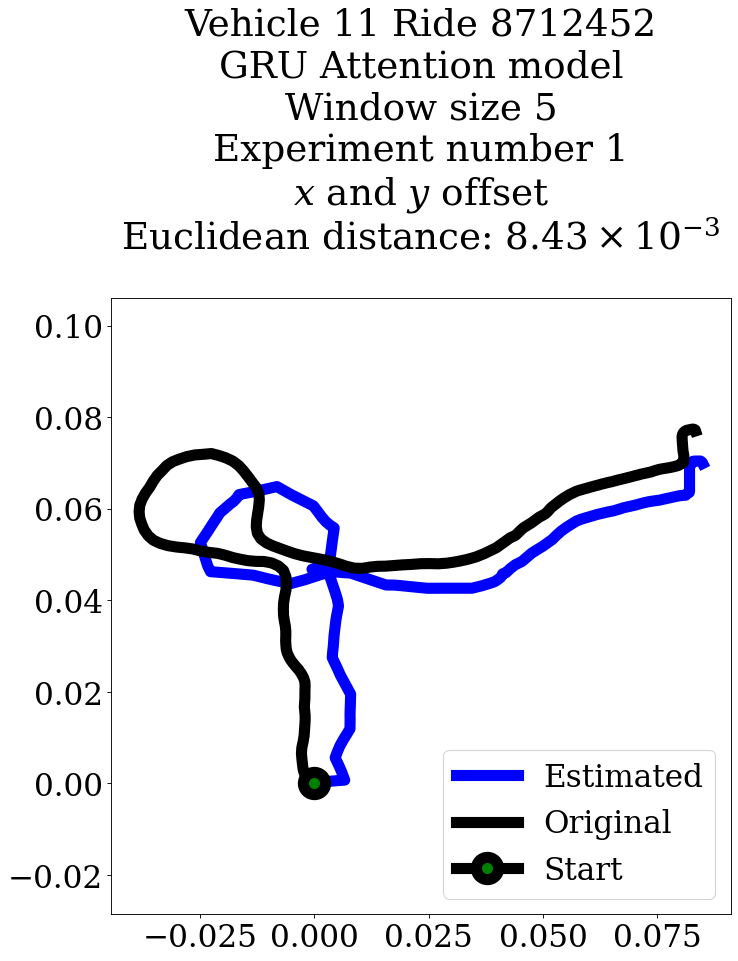 Vehicle 11 Ride 8712452
GRU Attention model
Window size 5
Experiment number 1
x and y offset
Euclidean distance: 8.43 × 10⁻³
0.10
0.08
0.06
0.04
0.02
0.00
−0.02
−0.025 0.000 0.025 0.050 0.075
Estimated
Original
Start